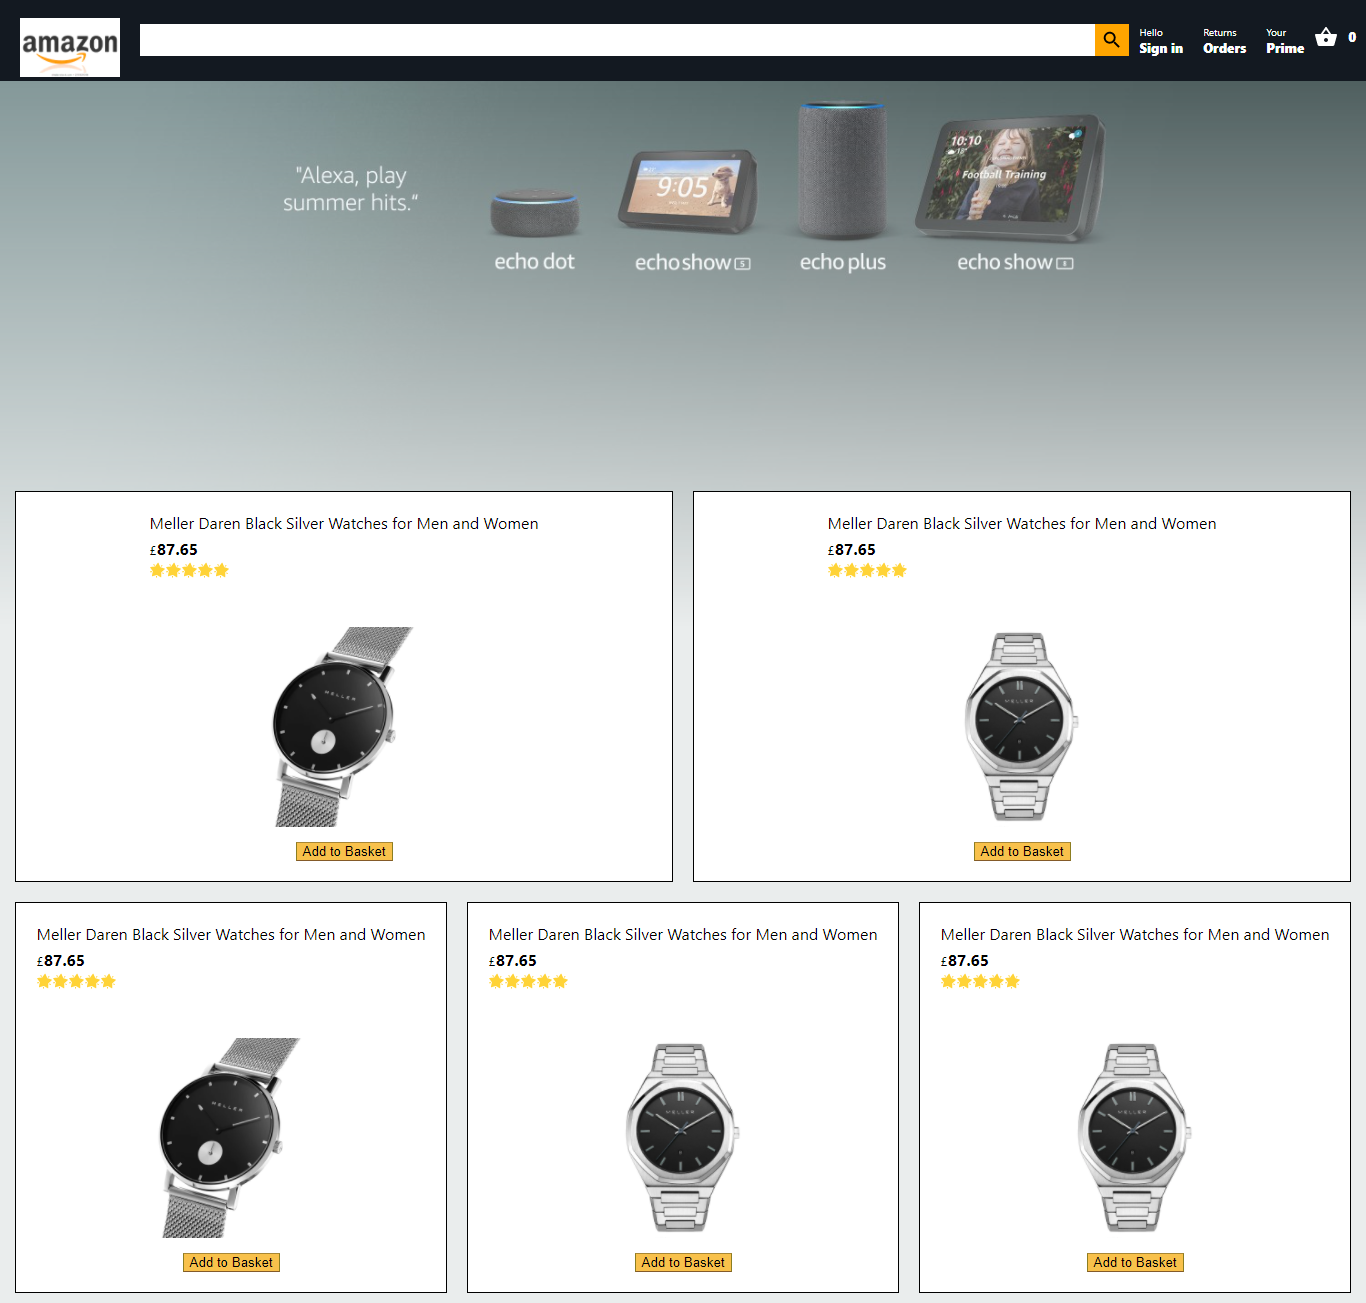 amazon
Hello
Sign in
Returns
Orders
Your
Prime
0
"Alexa, play
summer hits."
9:05
10:10
Football Training
echo dot
echo show 5
echo plus
echo show 8
Meller Daren Black Silver Watches for Men and Women
£87.65
MELLER
Add to Basket
Meller Daren Black Silver Watches for Men and Women
£87.65
MELLER
Add to Basket
Meller Daren Black Silver Watches for Men and Women
£87.65
MELLER
Add to Basket
Meller Daren Black Silver Watches for Men and Women
£87.65
MELLER
Add to Basket
Meller Daren Black Silver Watches for Men and Women
£87.65
MELLER
Add to Basket